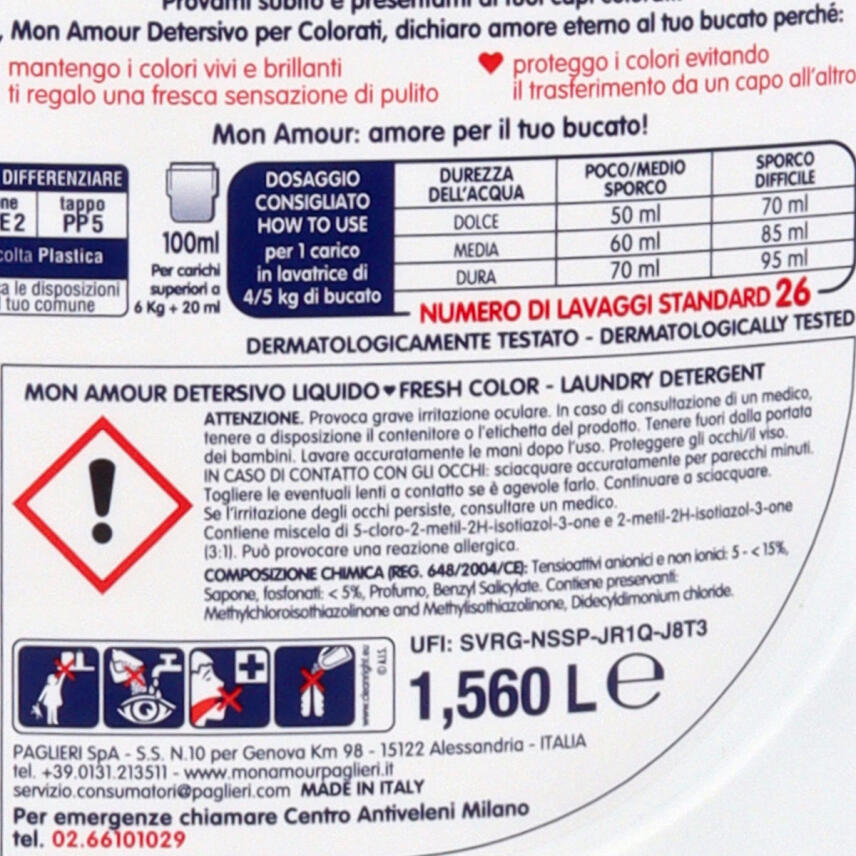 Provami subito e presentami ai tuoi capi
, Mon Amour Detersivo per Colorati, dichiaro amore eterno al tuo bucato perché:
mantengo i colori vivi e brillanti
ti regalo una fresca sensazione di pulito
proteggo i colori evitando
il trasferimento da un capo all'altro
Mon Amour: amore per il tuo bucato!
DIFFERENZIARE
ne tappo
E 2 PP 5
colta Plastica
a le disposizioni
tuo comune
100ml
Per carichi
superiori a
6 Kg + 20 ml
DOSAGGIO
CONSIGLIATO
HOW TO USE
per 1 carico
in lavatrice di
4/5 kg di bucato
DUREZZA
DELL'ACQUA
POCO/MEDIO
SPORCO
SPORCO
DIFFICILE
DOLCE 50 ml 70 ml
MEDIA 60 ml 85 ml
DURA 70 ml 95 ml
NUMERO DI LAVAGGI STANDARD 26
DERMATOLOGICAMENTE TESTATO - DERMATOLOGICALLY TESTED
MON AMOUR DETERSIVO LIQUIDO ♥ FRESH COLOR - LAUNDRY DETERGENT
ATTENZIONE. Provoca grave irritazione oculare. In caso di consultazione di un medico,
tenere a disposizione il contenitore o l'etichetta del prodotto. Tenere fuori dalla portata
dei bambini. Lavare accuratamente le mani dopo l'uso. Proteggere gli occhi/il viso.
IN CASO DI CONTATTO CON GLI OCCHI: sciacquare accuratamente per parecchi minuti.
Togliere le eventuali lenti a contatto se è agevole farlo. Continuare a sciacquare.
Se l'irritazione degli occhi persiste, consultare un medico.
Contiene miscela di 5-cloro-2-metil-2H-isotiazol-3-one e 2-metil-2H-isotiazol-3-one
(3:1). Può provocare una reazione allergica.
COMPOSIZIONE CHIMICA (REG. 648/2004/CE): Tensioattivi anionici e non ionici: 5 - < 15%,
Sapone, fosfonati: < 5%, Profumo, Benzyl Salicylate. Contiene preservanti:
Methylchloroisothiazolinone and Methylisothiazolinone, Didecyldimonium chloride.
www.cleanright.eu
© A.I.S.
UFI: SVRG-NSSP-JR1Q-J8T3
1,560 L e
PAGLIERI SpA - S.S. N.10 per Genova Km 98 - 15122 Alessandria - ITALIA
tel. +39.0131.213511 - www.monamourpaglieri.it
servizio.consumatori@paglieri.com MADE IN ITALY
Per emergenze chiamare Centro Antiveleni Milano
tel. 02.66101029